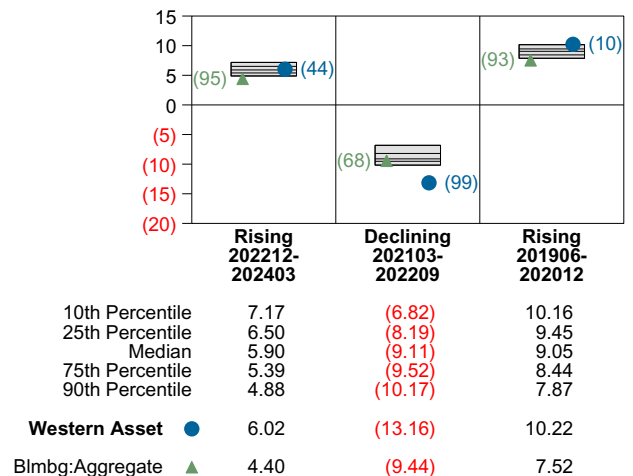 15
10
5
0
(5)
(10)
(15)
(20)
(95) (44)
(68) (99)
(93) (10)
Rising Declining Rising
202212- 202103- 201906-
202403 202209 202012
10th Percentile 7.17 (6.82) 10.16
25th Percentile 6.50 (8.19) 9.45
Median 5.90 (9.11) 9.05
75th Percentile 5.39 (9.52) 8.44
90th Percentile 4.88 (10.17) 7.87
Western Asset 6.02 (13.16) 10.22
Blmbg:Aggregate 4.40 (9.44) 7.52